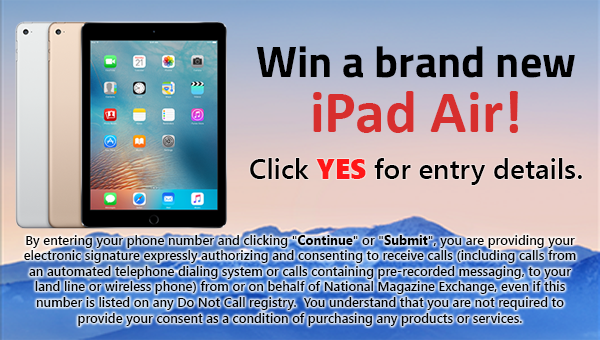 Win a brand new
iPad Air!
Click YES for entry details.
By entering your phone number and clicking "Continue" or "Submit", you are providing your
electronic signature expressly authorizing and consenting to receive calls (including calls from
an automated telephone dialing system or calls containing pre-recorded messaging, to your
land line or wireless phone) from or on behalf of National Magazine Exchange, even if this
number is listed on any Do Not Call registry.  You understand that you are not required to
provide your consent as a condition of purchasing any products or services.